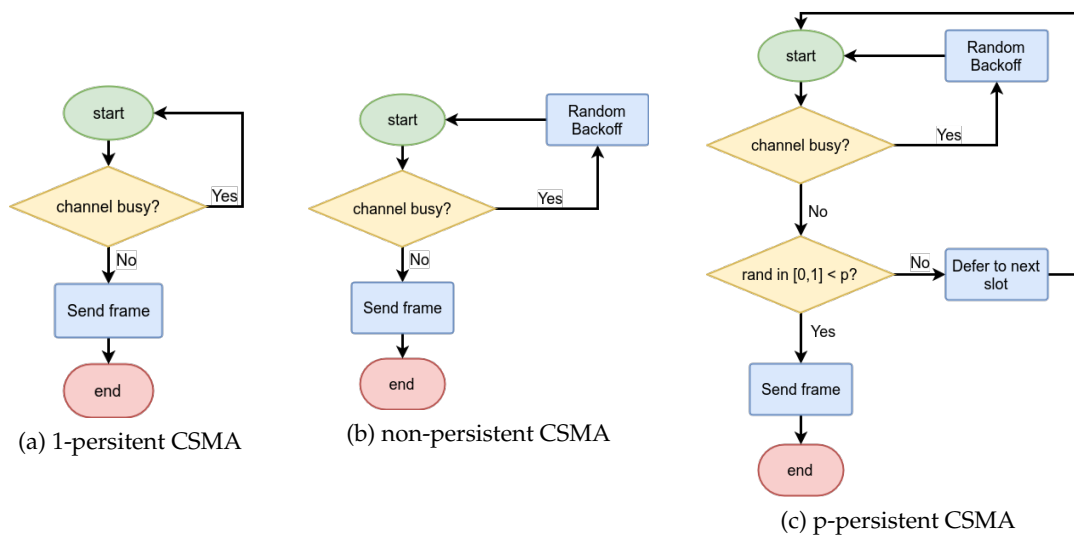 start
channel busy?
Yes
No
Send frame
end
(a) 1-persitent CSMA
start
Random
Backoff
channel busy?
Yes
No
Send frame
end
(b) non-persistent CSMA
start
Random
Backoff
channel busy?
Yes
No
rand in [0,1] < p?
No
Defer to next
slot
Yes
Send frame
end
(c) p-persistent CSMA